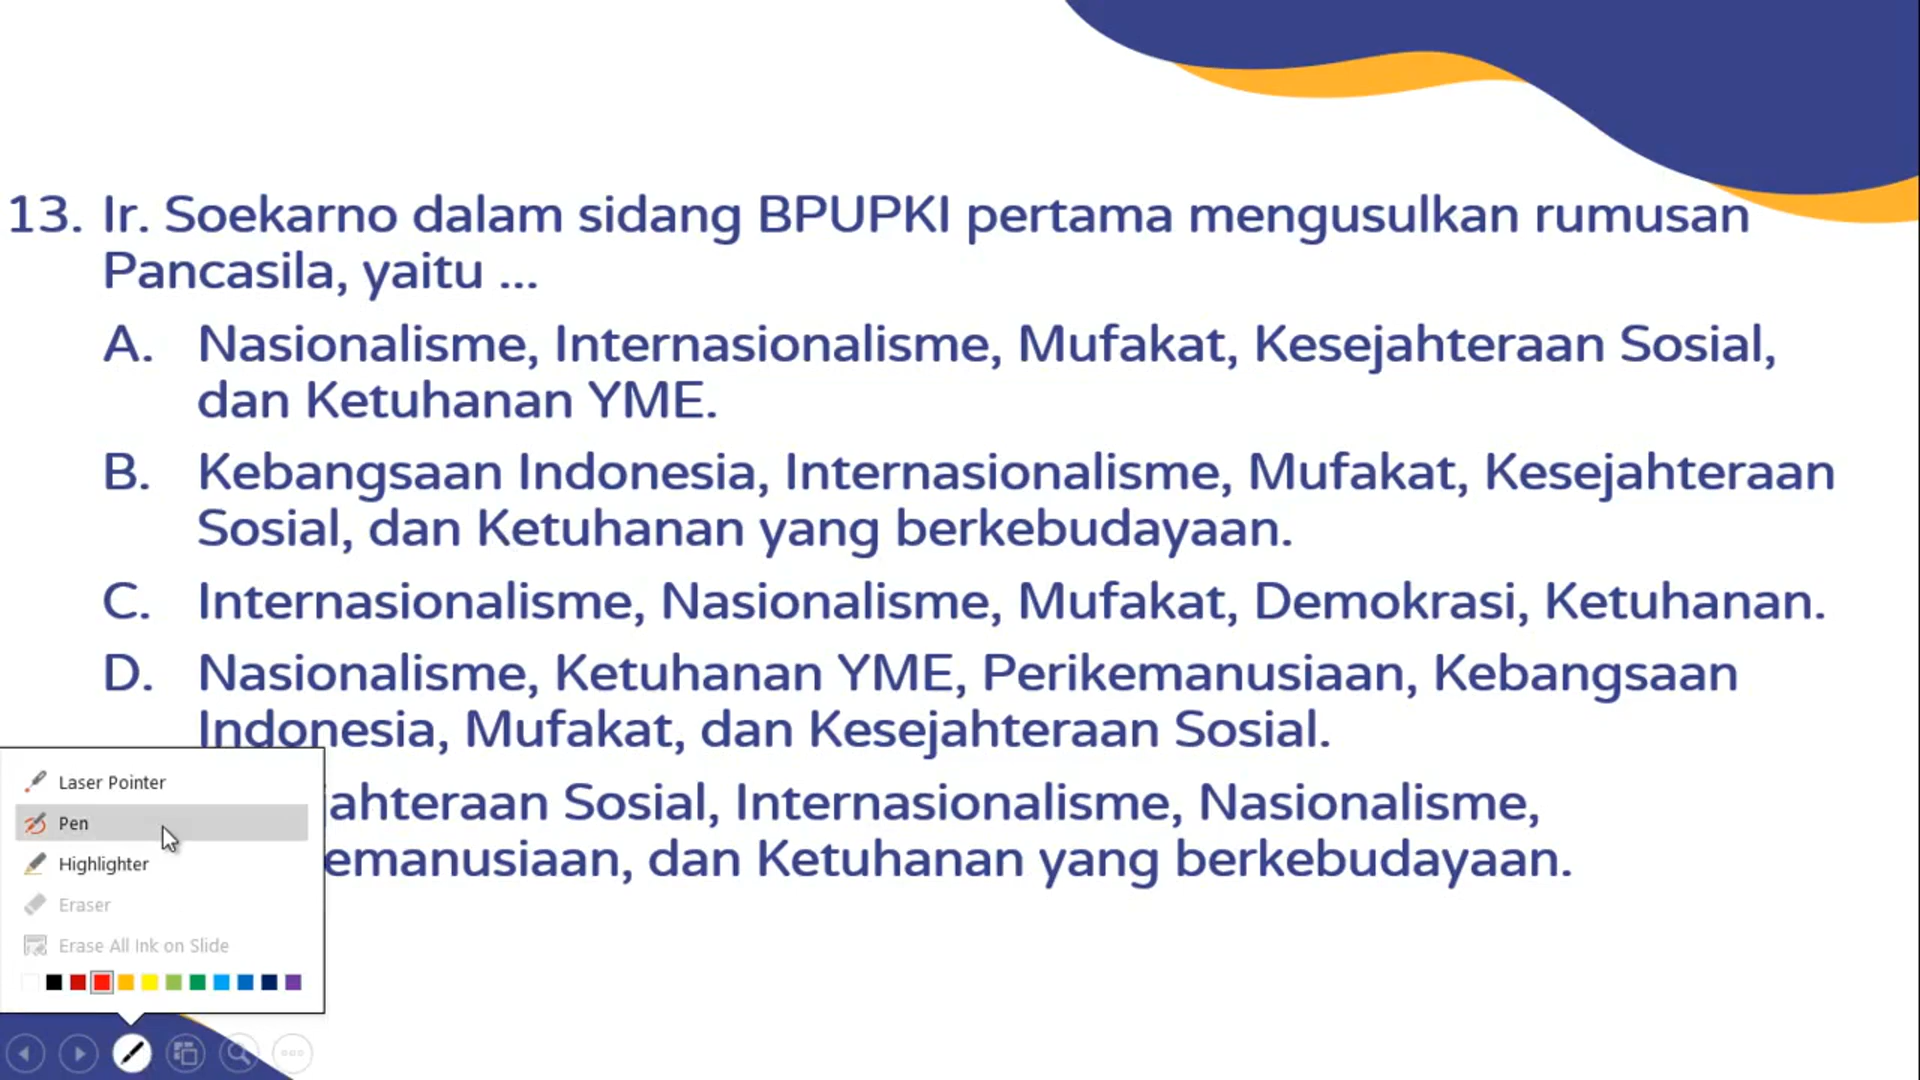 13. Ir. Soekarno dalam sidang BPUPKI pertama mengusulkan rumusan
Pancasila, yaitu ...
A. Nasionalisme, Internasionalisme, Mufakat, Kesejahteraan Sosial,
dan Ketuhanan YME.
B. Kebangsaan Indonesia, Internasionalisme, Mufakat, Kesejahteraan
Sosial, dan Ketuhanan yang berkebudayaan.
C. Internasionalisme, Nasionalisme, Mufakat, Demokrasi, Ketuhanan.
D. Nasionalisme, Ketuhanan YME, Perikemanusiaan, Kebangsaan
Indonesia, Mufakat, dan Kesejahteraan Sosial.
ahteraan Sosial, Internasionalisme, Nasionalisme,
emanusiaan, dan Ketuhanan yang berkebudayaan.
Laser Pointer
Pen
Highlighter
Eraser
Erase All Ink on Slide